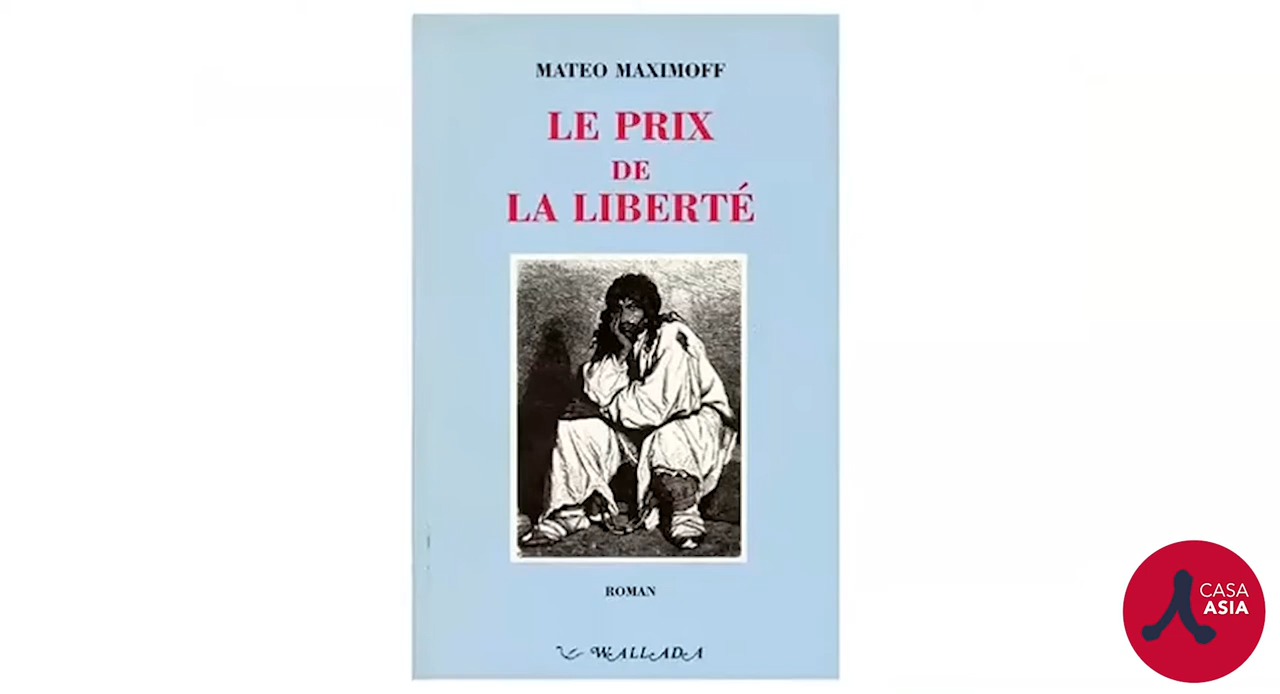 MATEO MAXIMOFF
LE PRIX
DE
LA LIBERTÉ
ROMAN
WALLADA
CASA
ASIA